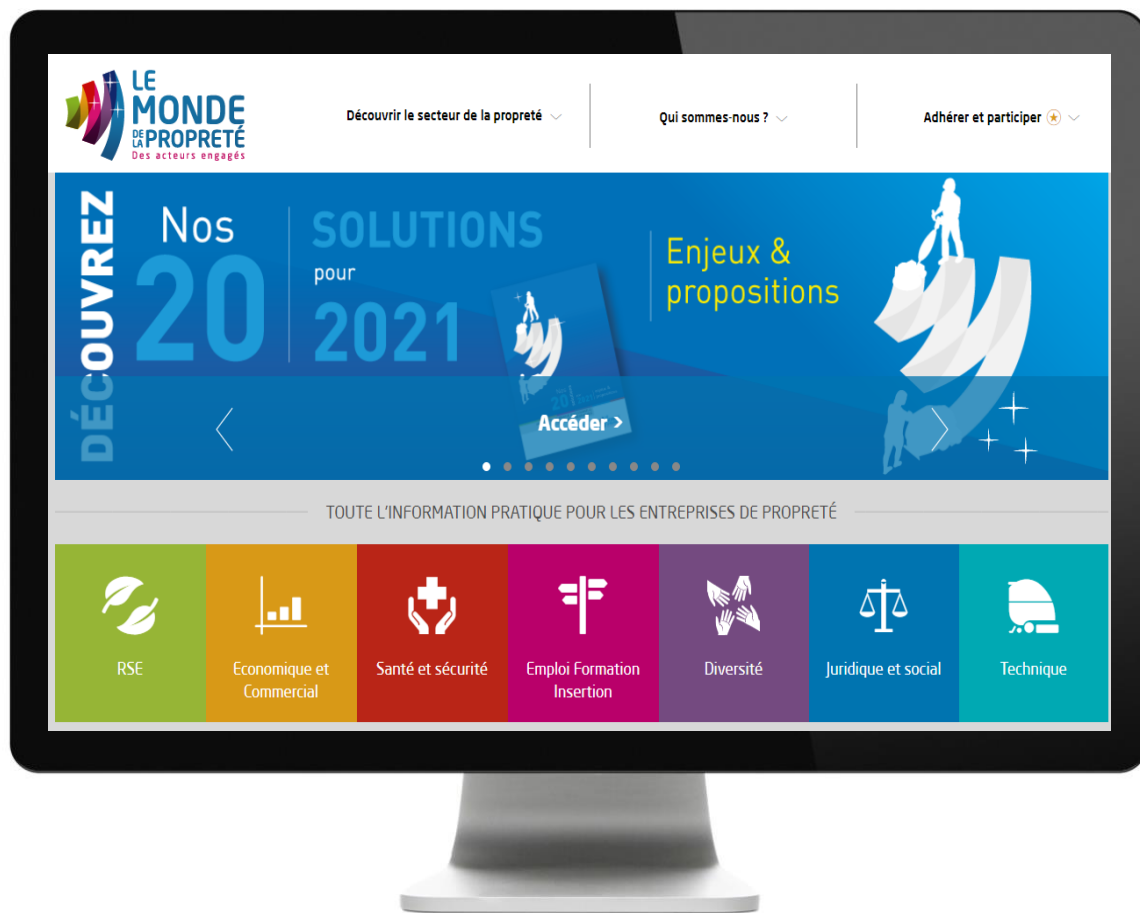 LE
MONDE
DE LA PROPRETÉ
Des acteurs engagés
Découvrir le secteur de la propreté
Qui sommes-nous ?
Adhérer et participer
DÉCOUVREZ
Nos
20
SOLUTIONS
pour
2021
Enjeux &
propositions
20
Accéder >
TOUTE L'INFORMATION PRATIQUE POUR LES ENTREPRISES DE PROPRETÉ
RSE
Economique et
Commercial
Santé et sécurité
Emploi Formation
Insertion
Diversité
Juridique et social
Technique